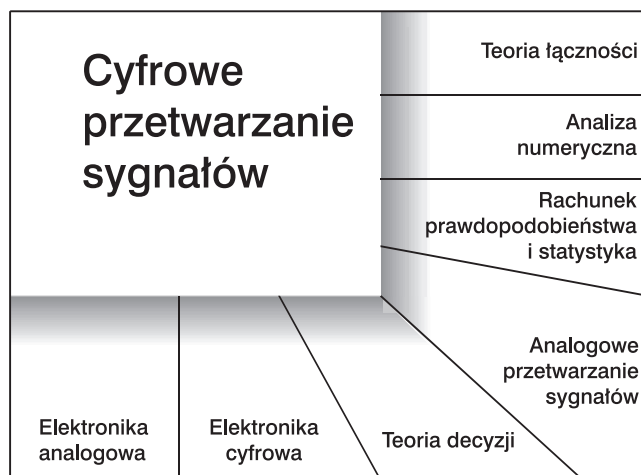 Cyfrowe
przetwarzanie
sygnałów
Teoria łączności
Analiza
numeryczna
Rachunek
prawdopodobieństwa
i statystyka
Analogowe
przetwarzanie
sygnałów
Teoria decyzji
Elektronika
cyfrowa
Elektronika
analogowa